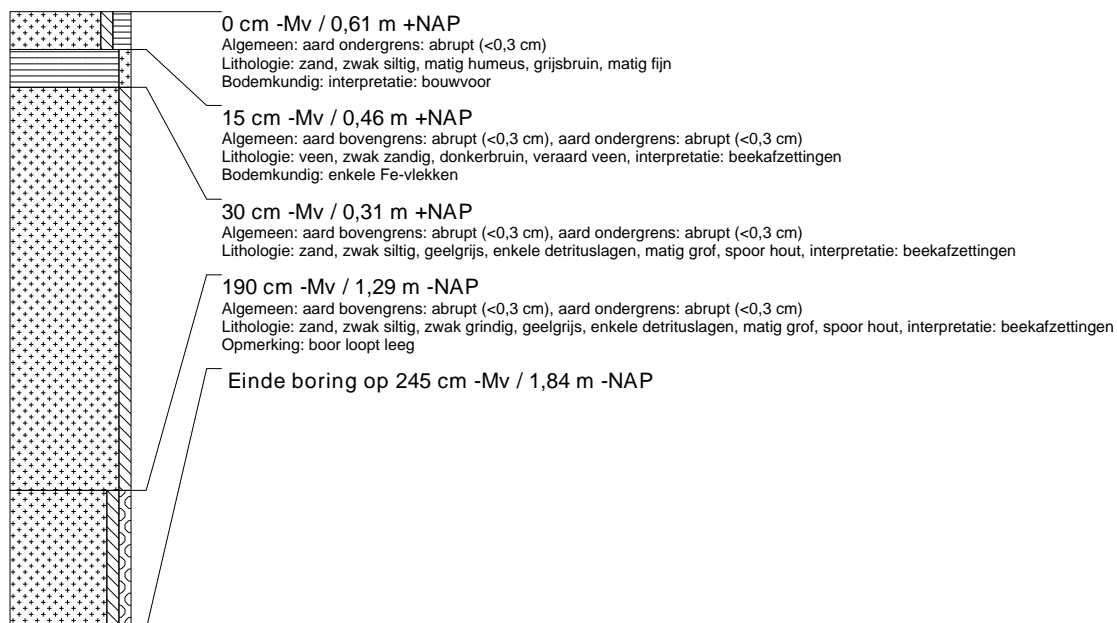 0 cm -Mv / 0,61 m +NAP
Algemeen: aard ondergrens: abrupt (<0,3 cm)
Lithologie: zand, zwak siltig, matig humeus, grijsbruin, matig fijn
Bodemkundig: interpretatie: bouwvoor
15 cm -Mv / 0,46 m +NAP
Algemeen: aard bovengrens: abrupt (<0,3 cm), aard ondergrens: abrupt (<0,3 cm)
Lithologie: veen, zwak zandig, donkerbruin, veraard veen, interpretatie: beekafzettingen
Bodemkundig: enkele Fe-vlekken
30 cm -Mv / 0,31 m +NAP
Algemeen: aard bovengrens: abrupt (<0,3 cm), aard ondergrens: abrupt (<0,3 cm)
Lithologie: zand, zwak siltig, geelgrijs, enkele detrituslagen, matig grof, spoor hout, interpretatie: beekafzettingen
190 cm -Mv / 1,29 m -NAP
Algemeen: aard bovengrens: abrupt (<0,3 cm), aard ondergrens: abrupt (<0,3 cm)
Lithologie: zand, zwak siltig, zwak grindig, geelgrijs, enkele detrituslagen, matig grof, spoor hout, interpretatie: beekafzettingen
Opmerking: boor loopt leeg
Einde boring op 245 cm -Mv / 1,84 m -NAP